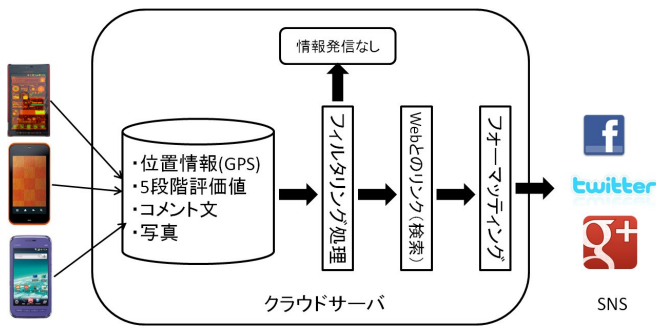 情報発信なし
・位置情報(GPS)
・5段階評価値
・コメント文
・写真
フィルタリング処理
Webとのリンク(検索)
フォーマッティング
クラウドサーバ
f
twitter
g+
SNS